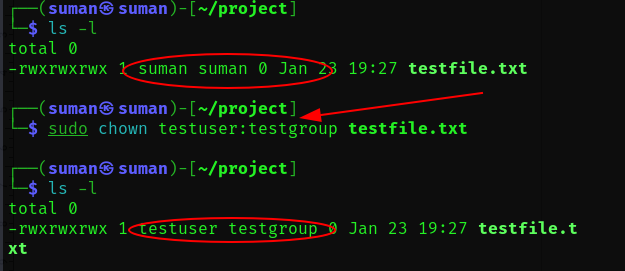 ┌──(suman㉿suman)-[~/project]
└─$ ls -l
total 0
-rwxrwxrwx 1 suman suman 0 Jan 23 19:27 testfile.txt
┌──(suman㉿suman)-[~/project]
└─$ sudo chown testuser:testgroup testfile.txt
┌──(suman㉿suman)-[~/project]
└─$ ls -l
total 0
-rwxrwxrwx 1 testuser testgroup 0 Jan 23 19:27 testfile.t
xt